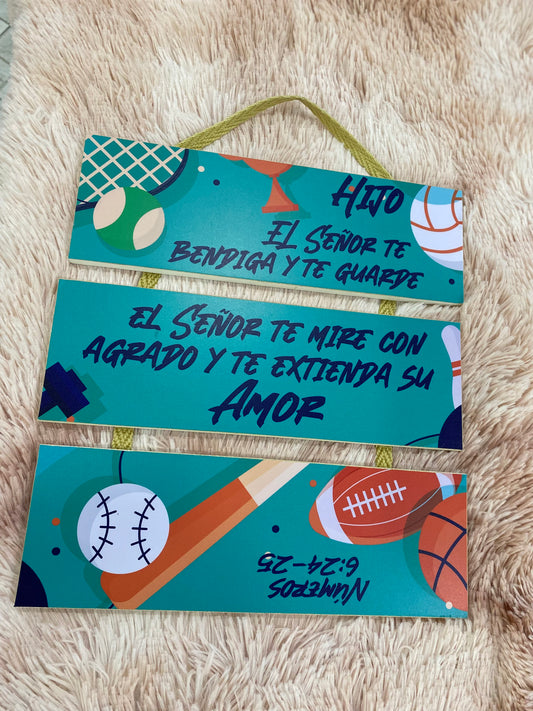 Hijo
El Señor te
bendiga y te guarde
el Señor te mire con
agrado y te extienda su
Amor
Números
6:24-25